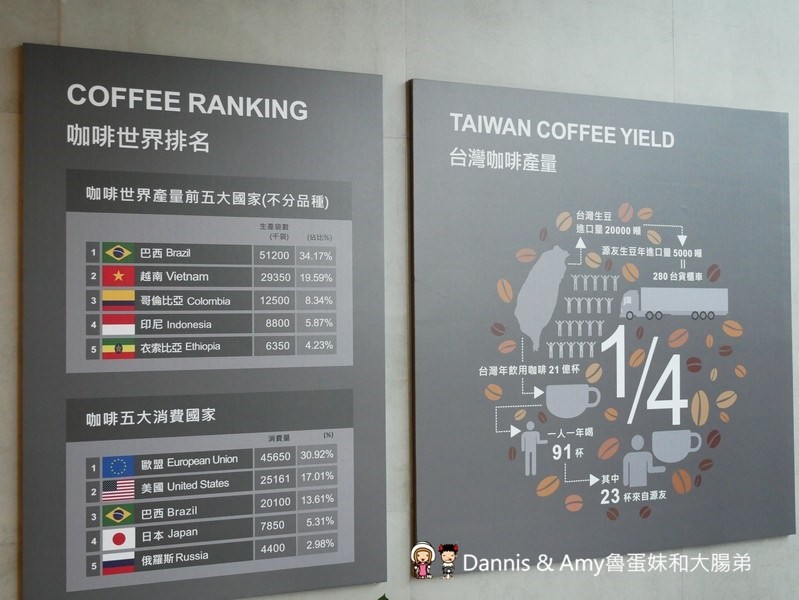 COFFEE RANKING
咖啡世界排名
咖啡世界產量前五大國家(不分品種)
生產袋數
(千袋) (佔比%)
1 巴西 Brazil 51200 34.17%
2 越南 Vietnam 29350 19.59%
3 哥倫比亞 Colombia 12500 8.34%
4 印尼 Indonesia 8800 5.87%
5 衣索比亞 Ethiopia 6350 4.23%
咖啡五大消費國家
消費量 (%)
1 歐盟 European Union 45650 30.92%
2 美國 United States 25161 17.01%
3 巴西 Brazil 20100 13.61%
4 日本 Japan 7850 5.31%
5 俄羅斯 Russia 4400 2.98%
TAIWAN COFFEE YIELD
台灣咖啡產量
台灣生豆
進口量 20000 噸
源友生豆年進口量 5000 噸
=
280 台貨櫃車
1/4
台灣年飲用咖啡 21 億杯
一人一年喝
91 杯
其中
23 杯來自源友
Dannis & Amy魯蛋妹和大腸弟